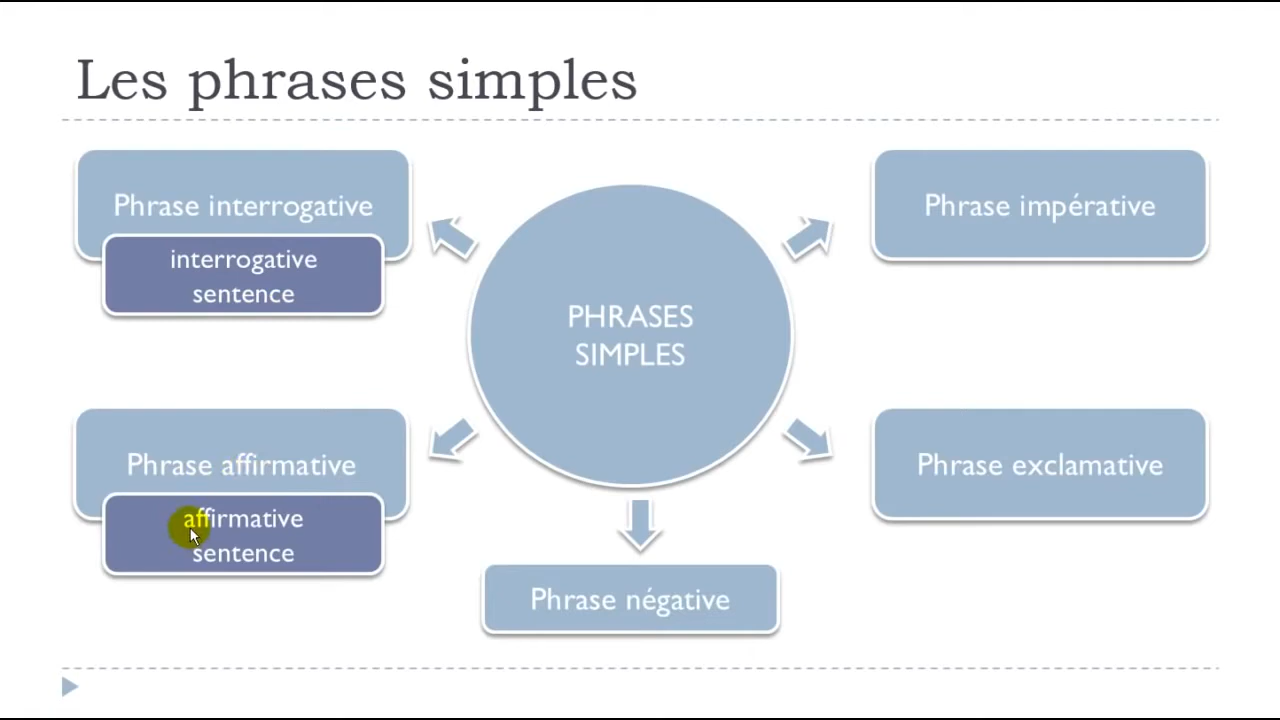 Les phrases simples
Phrase interrogative
interrogative
sentence
Phrase impérative
PHRASES
SIMPLES
Phrase affirmative
affirmative
sentence
Phrase exclamative
Phrase négative